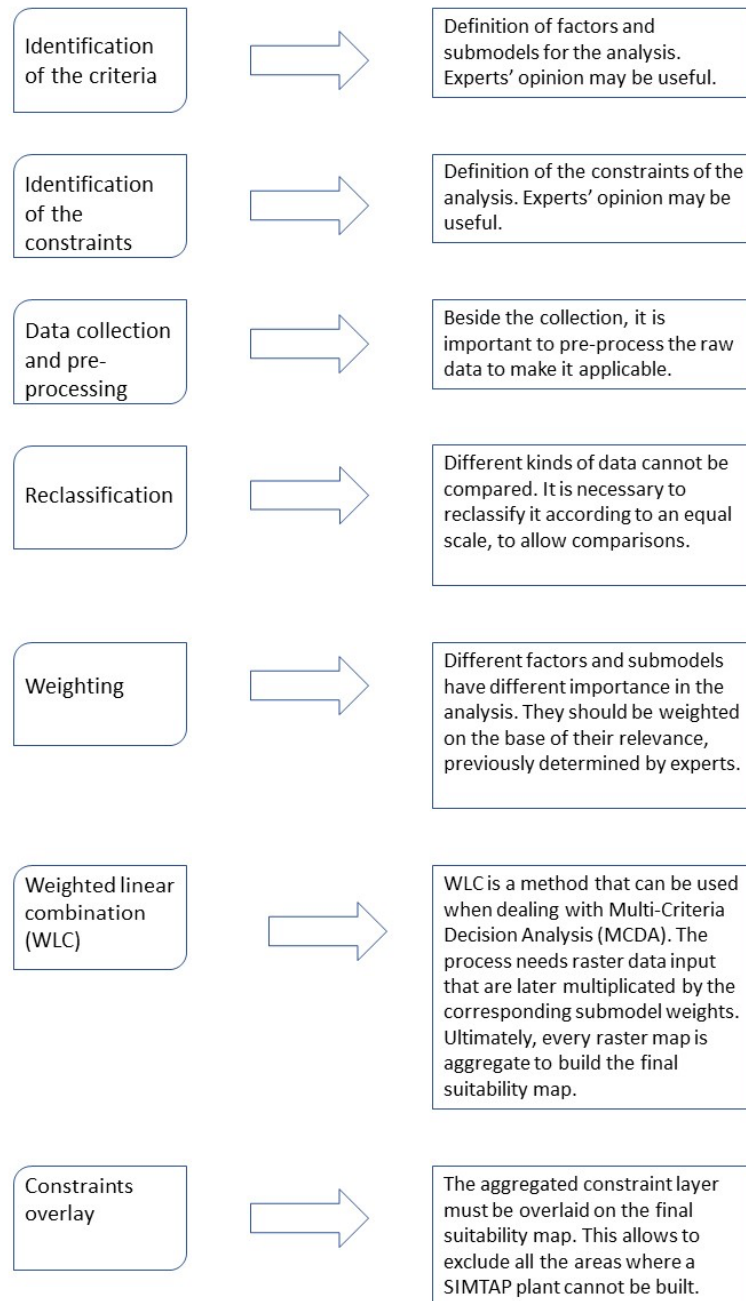 Identification
of the criteria
Definition of factors and
submodels for the analysis.
Experts' opinion may be useful.
Identification
of the
constraints
Definition of the constraints of the
analysis. Experts' opinion may be
useful.
Data collection
and pre-
processing
Beside the collection, it is
important to pre-process the raw
data to make it applicable.
Reclassification
Different kinds of data cannot be
compared. It is necessary to
reclassify it according to an equal
scale, to allow comparisons.
Weighting
Different factors and submodels
have different importance in the
analysis. They should be weighted
on the base of their relevance,
previously determined by experts.
Weighted linear
combination
(WLC)
WLC is a method that can be used
when dealing with Multi-Criteria
Decision Analysis (MCDA). The
process needs raster data input
that are later multiplicated by the
corresponding submodel weights.
Ultimately, every raster map is
aggregate to build the final
suitability map.
Constraints
overlay
The aggregated constraint layer
must be overlaid on the final
suitability map. This allows to
exclude all the areas where a
SIMTAP plant cannot be built.